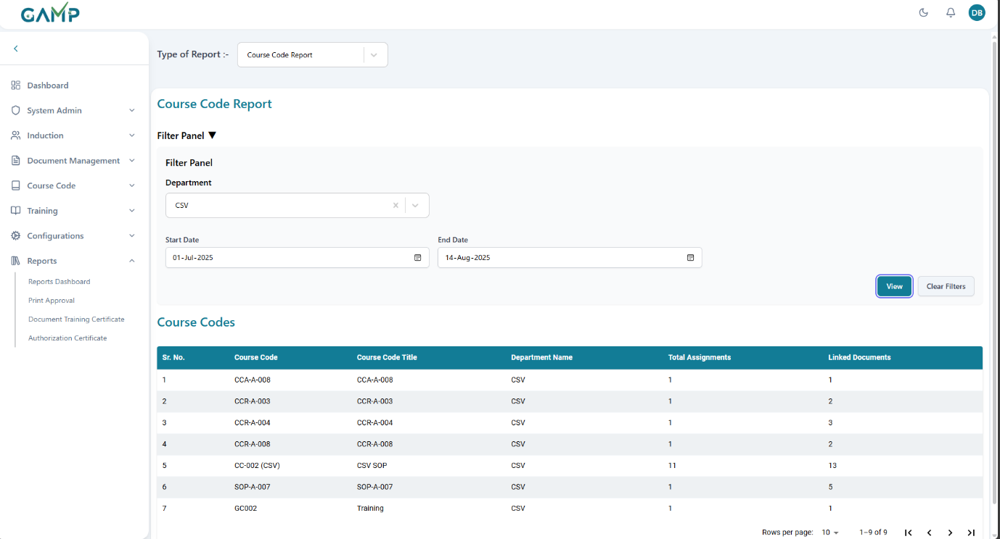 GAMP
DB
Type of Report :-
Course Code Report
Dashboard
System Admin
Induction
Document Management
Course Code
Training
Configurations
Reports
Reports Dashboard
Print Approval
Document Training Certificate
Authorization Certificate
Course Code Report
Filter Panel ▼
Filter Panel
Department
CSV
Start Date End Date
01-Jul-2025 14-Aug-2025
View Clear Filters
Course Codes
Sr. No. Course Code Course Code Title Department Name Total Assignments Linked Documents
1 CCA-A-008 CCA-A-008 CSV 1 1
2 CCR-A-003 CCR-A-003 CSV 1 2
3 CCR-A-004 CCR-A-004 CSV 1 3
4 CCR-A-008 CCR-A-008 CSV 1 2
5 CC-002 (CSV) CSV SOP CSV 11 13
6 SOP-A-007 SOP-A-007 CSV 1 5
7 GC002 Training CSV 1 1
Rows per page: 10 1–9 of 9